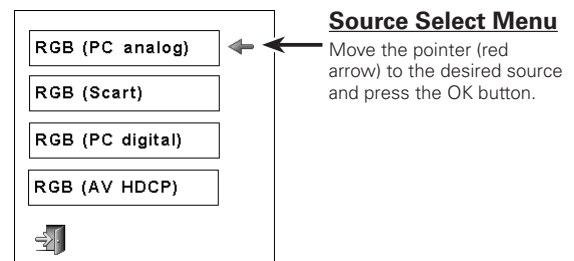 Source Select Menu
RGB (PC analog)
Move the pointer (red
arrow) to the desired source
and press the OK button.
RGB (Scart)
RGB (PC digital)
RGB (AV HDCP)